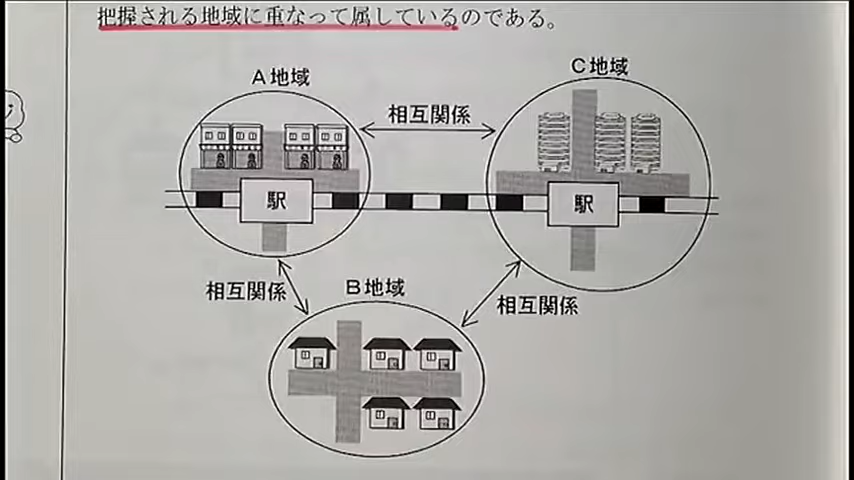 把握される地域に重なって属しているのである。
A地域
C地域
相互関係
駅
駅
相互関係
B地域
相互関係